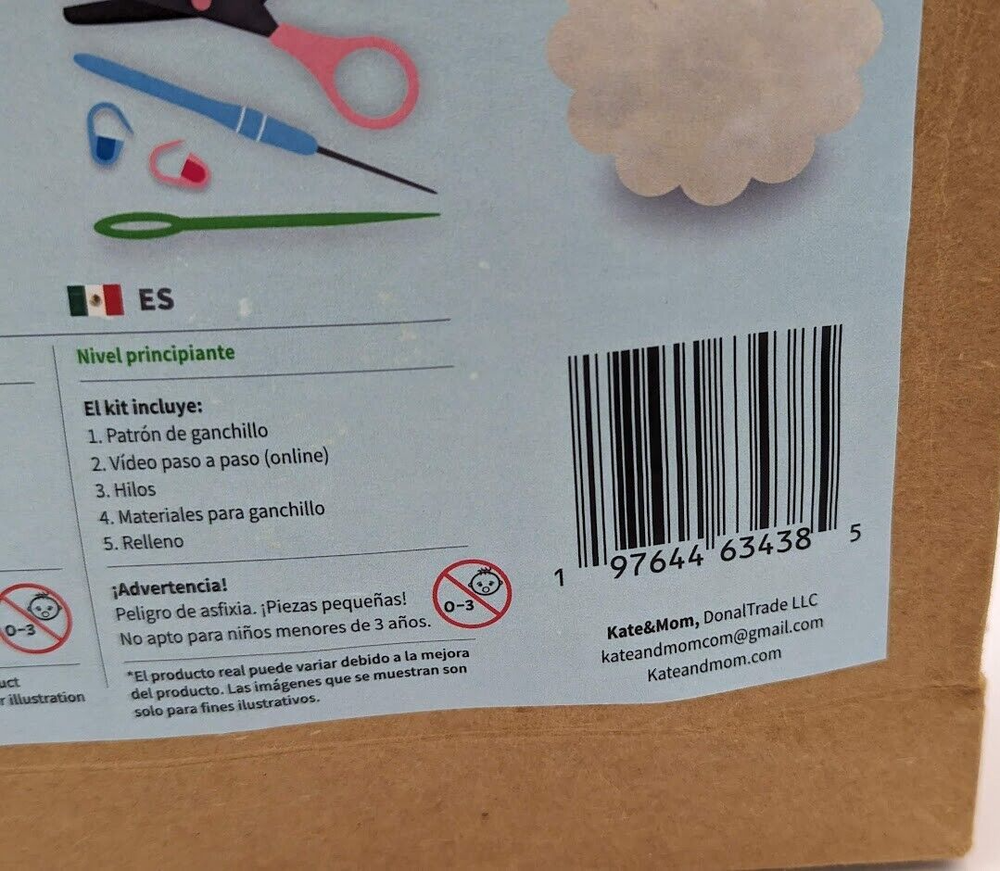 ES
Nivel principiante
El kit incluye:
1. Patrón de ganchillo
2. Vídeo paso a paso (online)
3. Hilos
4. Materiales para ganchillo
5. Relleno
¡Advertencia!
Peligro de asfixia. ¡Piezas pequeñas!
No apto para niños menores de 3 años.
0-3
*El producto real puede variar debido a la mejora
del producto. Las imágenes que se muestran son
solo para fines ilustrativos.
0-3
uct
r illustration
1 97644 63438 5
Kate&Mom, DonalTrade LLC
kateandmomcom@gmail.com
Kateandmom.com